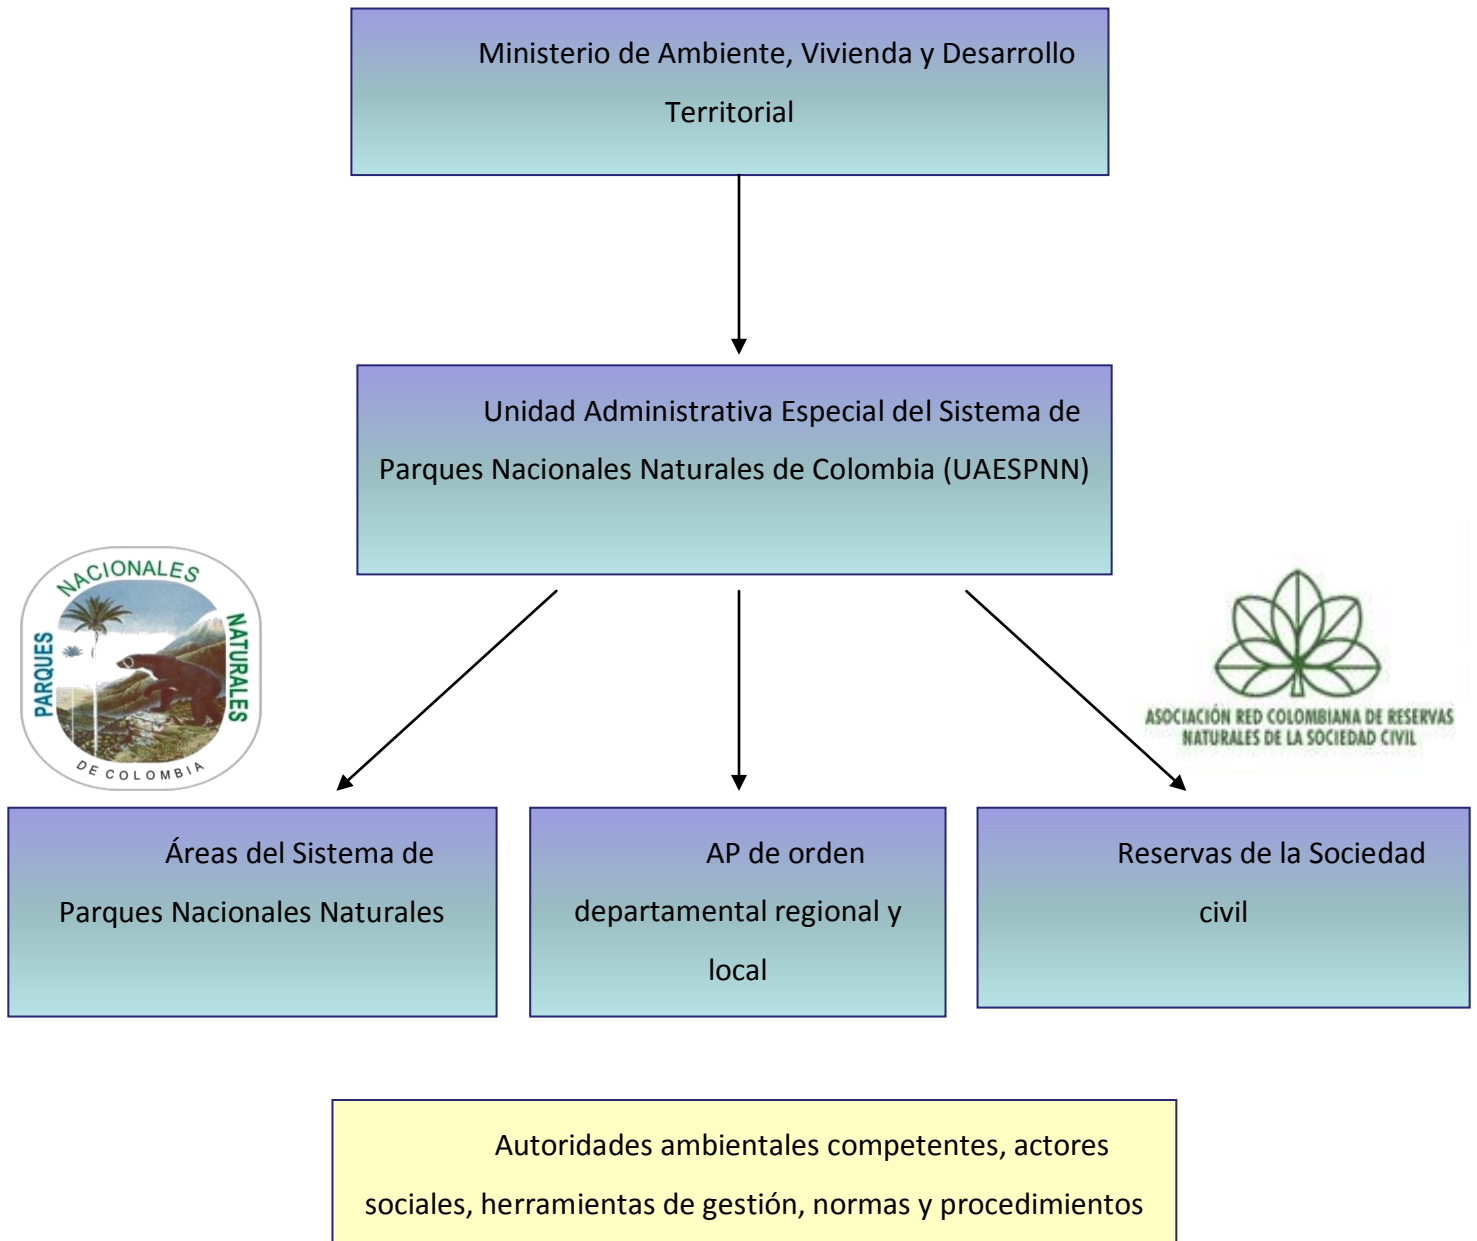 Ministerio de Ambiente, Vivienda y Desarrollo
Territorial
Unidad Administrativa Especial del Sistema de
Parques Nacionales Naturales de Colombia (UAESPNN)
PARQUES
NACIONALES
NATURALES
DE COLOMBIA
ASOCIACIÓN RED COLOMBIANA DE RESERVAS
NATURALES DE LA SOCIEDAD CIVIL
Áreas del Sistema de
Parques Nacionales Naturales
AP de orden
departamental regional y
local
Reservas de la Sociedad
civil
Autoridades ambientales competentes, actores
sociales, herramientas de gestión, normas y procedimientos